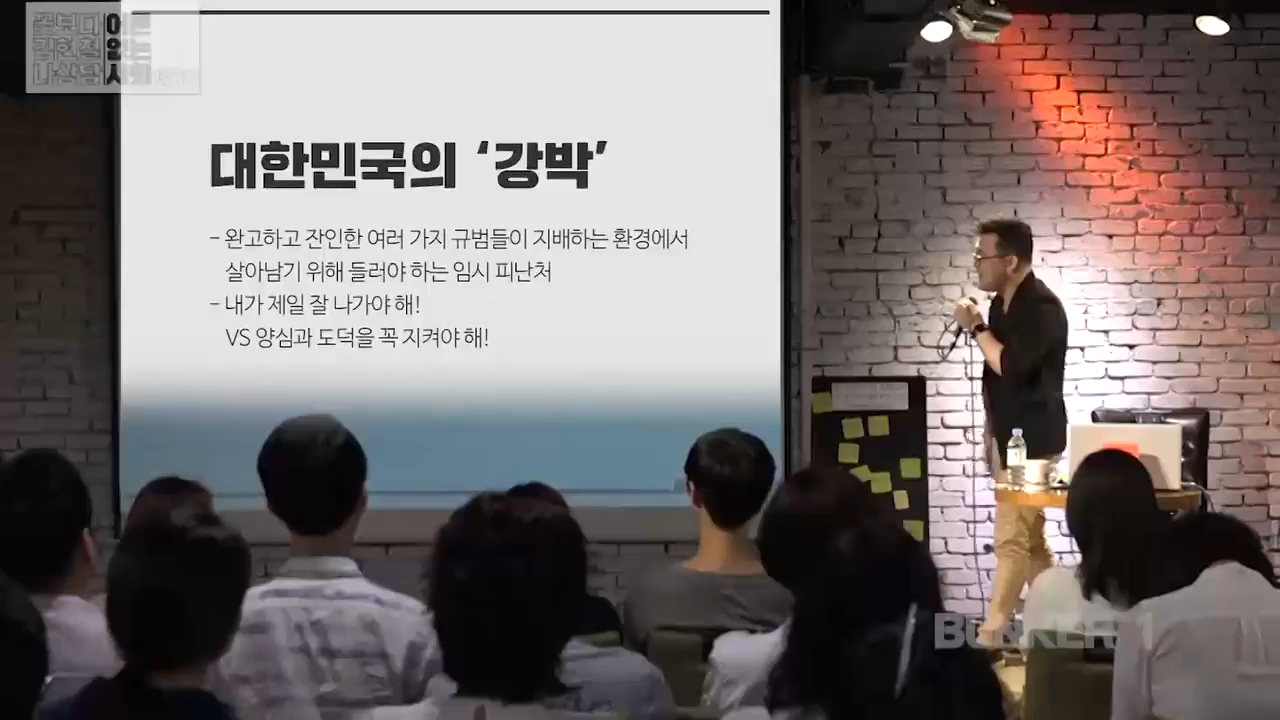 대한민국의 ‘강박’
- 완고하고 잔인한 여러 가지 규범들이 지배하는 환경에서
살아남기 위해 들러야 하는 임시 피난처
- 내가 제일 잘 나가야 해!
VS 양심과 도덕을 꼭 지켜야 해!
BUNKER 1